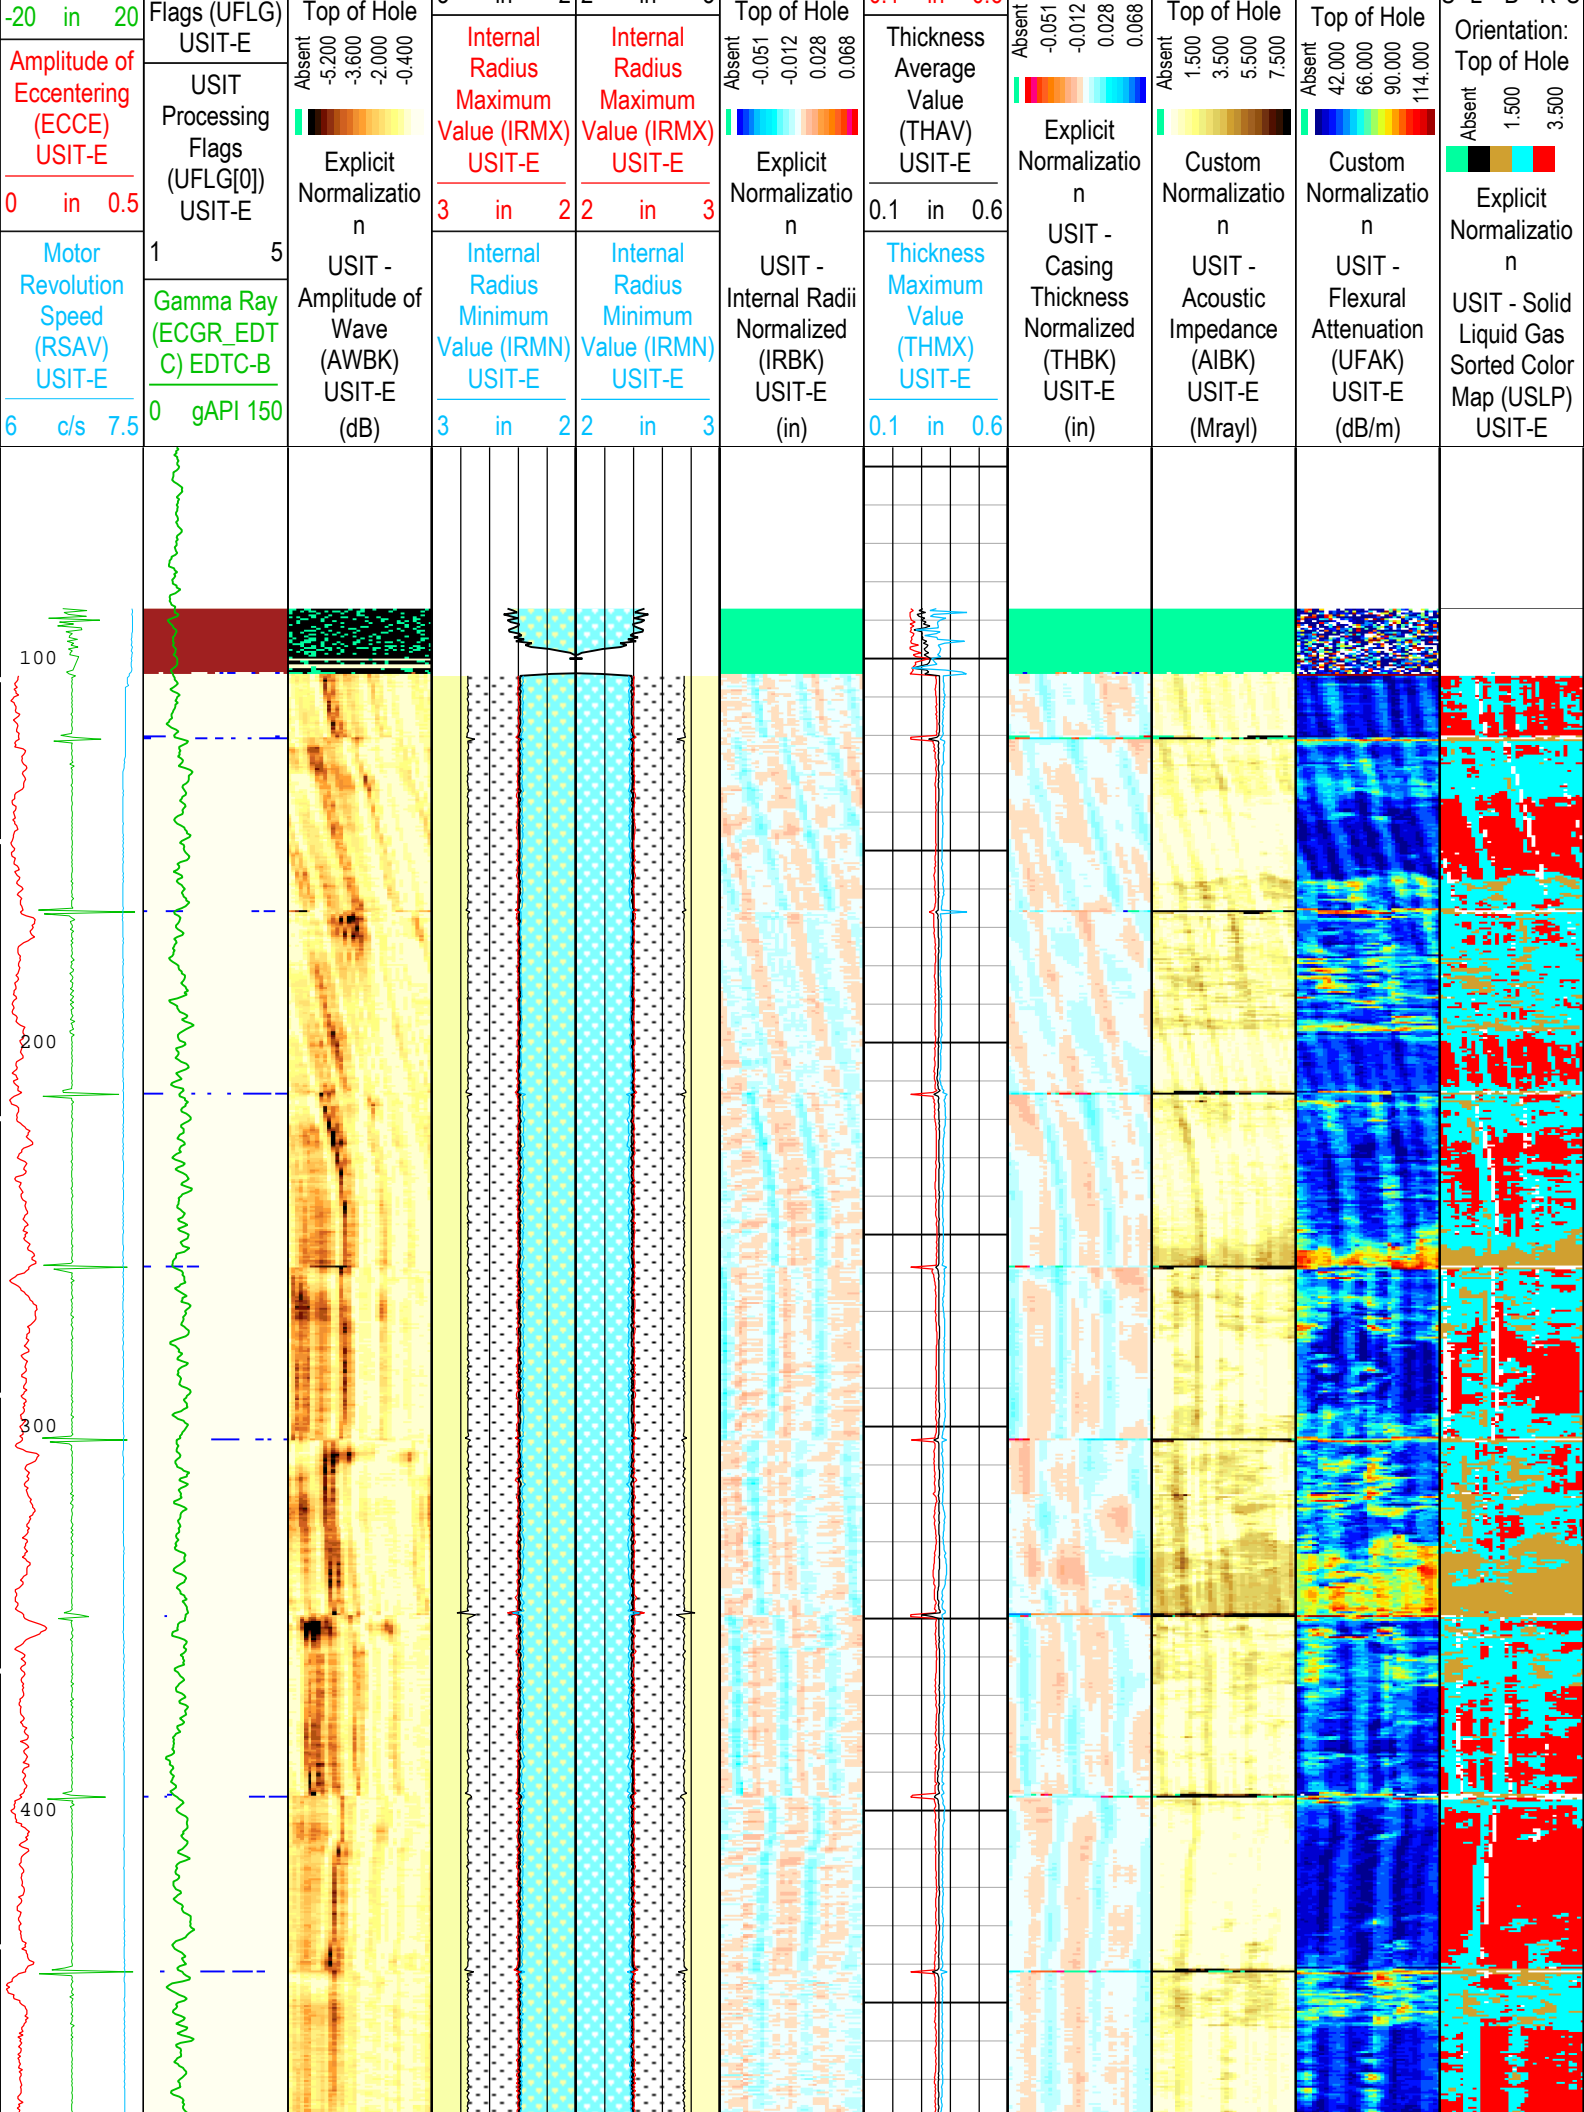 -20 in 20
Amplitude of
Eccentering
(ECCE)
USIT-E
0 in 0.5
Motor
Revolution
Speed
(RSAV)
USIT-E
6 c/s 7.5
Flags (UFLG)
USIT-E
USIT
Processing
Flags
(UFLG[0])
USIT-E
1 5
Gamma Ray
(ECGR_EDT
C) EDTC-B
0 gAPI 150
Top of Hole
Absent
-5.200
-3.600
-2.000
-0.400
Explicit
Normalizatio
n
USIT -
Amplitude of
Wave
(AWBK)
USIT-E
(dB)
Internal
Radius
Maximum
Value (IRMX)
USIT-E
3 in 2
Internal
Radius
Minimum
Value (IRMN)
USIT-E
3 in 2
Internal
Radius
Maximum
Value (IRMX)
USIT-E
2 in 3
Internal
Radius
Minimum
Value (IRMN)
USIT-E
2 in 3
Top of Hole
Absent
-0.051
-0.012
0.028
0.068
Explicit
Normalizatio
n
USIT -
Internal Radii
Normalized
(IRBK)
USIT-E
(in)
Thickness
Average
Value
(THAV)
USIT-E
0.1 in 0.6
Thickness
Maximum
Value
(THMX)
USIT-E
0.1 in 0.6
Absent
-0.051
-0.012
0.028
0.068
Explicit
Normalizatio
n
USIT -
Casing
Thickness
Normalized
(THBK)
USIT-E
(in)
Top of Hole
Absent
1.500
3.500
5.500
7.500
Custom
Normalizatio
n
USIT -
Acoustic
Impedance
(AIBK)
USIT-E
(Mrayl)
Top of Hole
Absent
42.000
66.000
90.000
114.000
Custom
Normalizatio
n
USIT -
Flexural
Attenuation
(UFAK)
USIT-E
(dB/m)
Orientation:
Top of Hole
Absent
1.500
3.500
Explicit
Normalizatio
n
USIT - Solid
Liquid Gas
Sorted Color
Map (USLP)
USIT-E
100
200
300
400